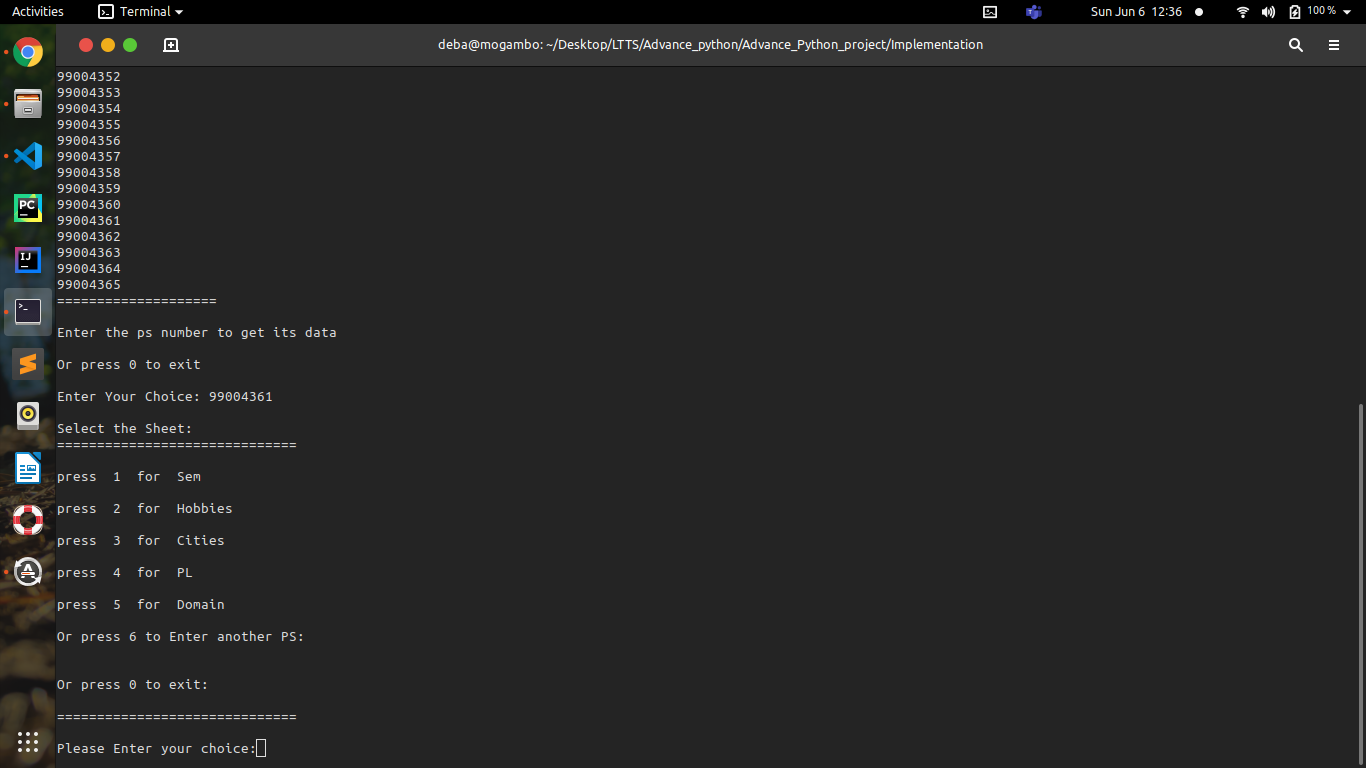 Activities
Terminal
Sun Jun 6 12:36
100 %
deba@mogambo: ~/Desktop/LTTS/Advance_python/Advance_Python_project/Implementation
99004352
99004353
99004354
99004355
99004356
99004357
99004358
99004359
99004360
99004361
99004362
99004363
99004364
99004365
====================
Enter the ps number to get its data
Or press 0 to exit
Enter Your Choice: 99004361
Select the Sheet:
==============================
press  1  for  Sem
press  2  for  Hobbies
press  3  for  Cities
press  4  for  PL
press  5  for  Domain
Or press 6 to Enter another PS:
Or press 0 to exit:
==============================
Please Enter your choice:
PC
IJ